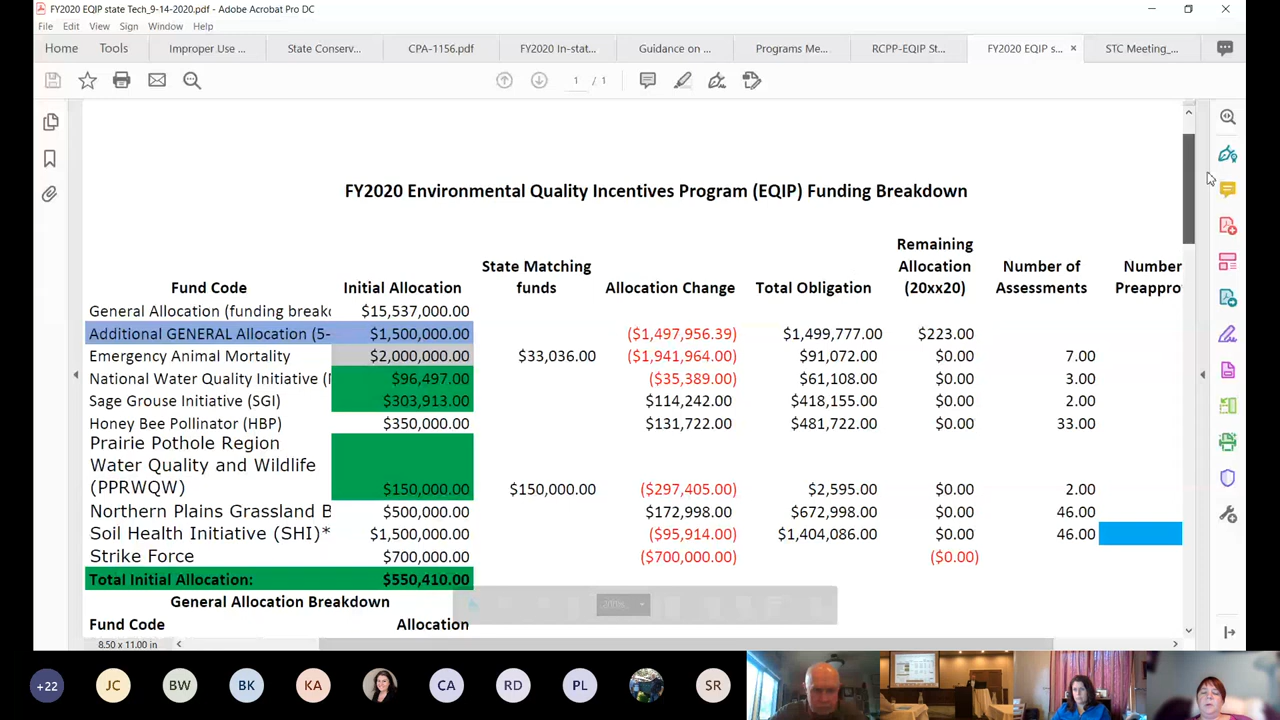 FY2020 EQIP state Tech_9-14-2020.pdf - Adobe Acrobat Pro DC
File Edit View Sign Window Help
Home Tools Improper Use ... State Conserv... CPA-1156.pdf FY2020 In-stat... Guidance on ... Programs Me... RCPP-EQIP St... FY2020 EQIP s... × STC Meeting_...
1 / 1
FY2020 Environmental Quality Incentives Program (EQIP) Funding Breakdown
Fund Code Initial Allocation State Matching funds Allocation Change Total Obligation Remaining Allocation (20xx20) Number of Assessments Number Preappro
General Allocation (funding break $15,537,000.00
Additional GENERAL Allocation (5- $1,500,000.00 ($1,497,956.39) $1,499,777.00 $223.00
Emergency Animal Mortality $2,000,000.00 $33,036.00 ($1,941,964.00) $91,072.00 $0.00 7.00
National Water Quality Initiative ( $96,497.00 ($35,389.00) $61,108.00 $0.00 3.00
Sage Grouse Initiative (SGI) $303,913.00 $114,242.00 $418,155.00 $0.00 2.00
Honey Bee Pollinator (HBP) $350,000.00 $131,722.00 $481,722.00 $0.00 33.00
Prairie Pothole Region
Water Quality and Wildlife
(PPRWQW) $150,000.00 $150,000.00 ($297,405.00) $2,595.00 $0.00 2.00
Northern Plains Grassland B $500,000.00 $172,998.00 $672,998.00 $0.00 46.00
Soil Health Initiative (SHI)* $1,500,000.00 ($95,914.00) $1,404,086.00 $0.00 46.00
Strike Force $700,000.00 ($700,000.00) ($0.00)
Total Initial Allocation: $550,410.00
General Allocation Breakdown
Fund Code Allocation
200%
8.50 x 11.00 in
+22 JC BW BK KA CA RD PL SR